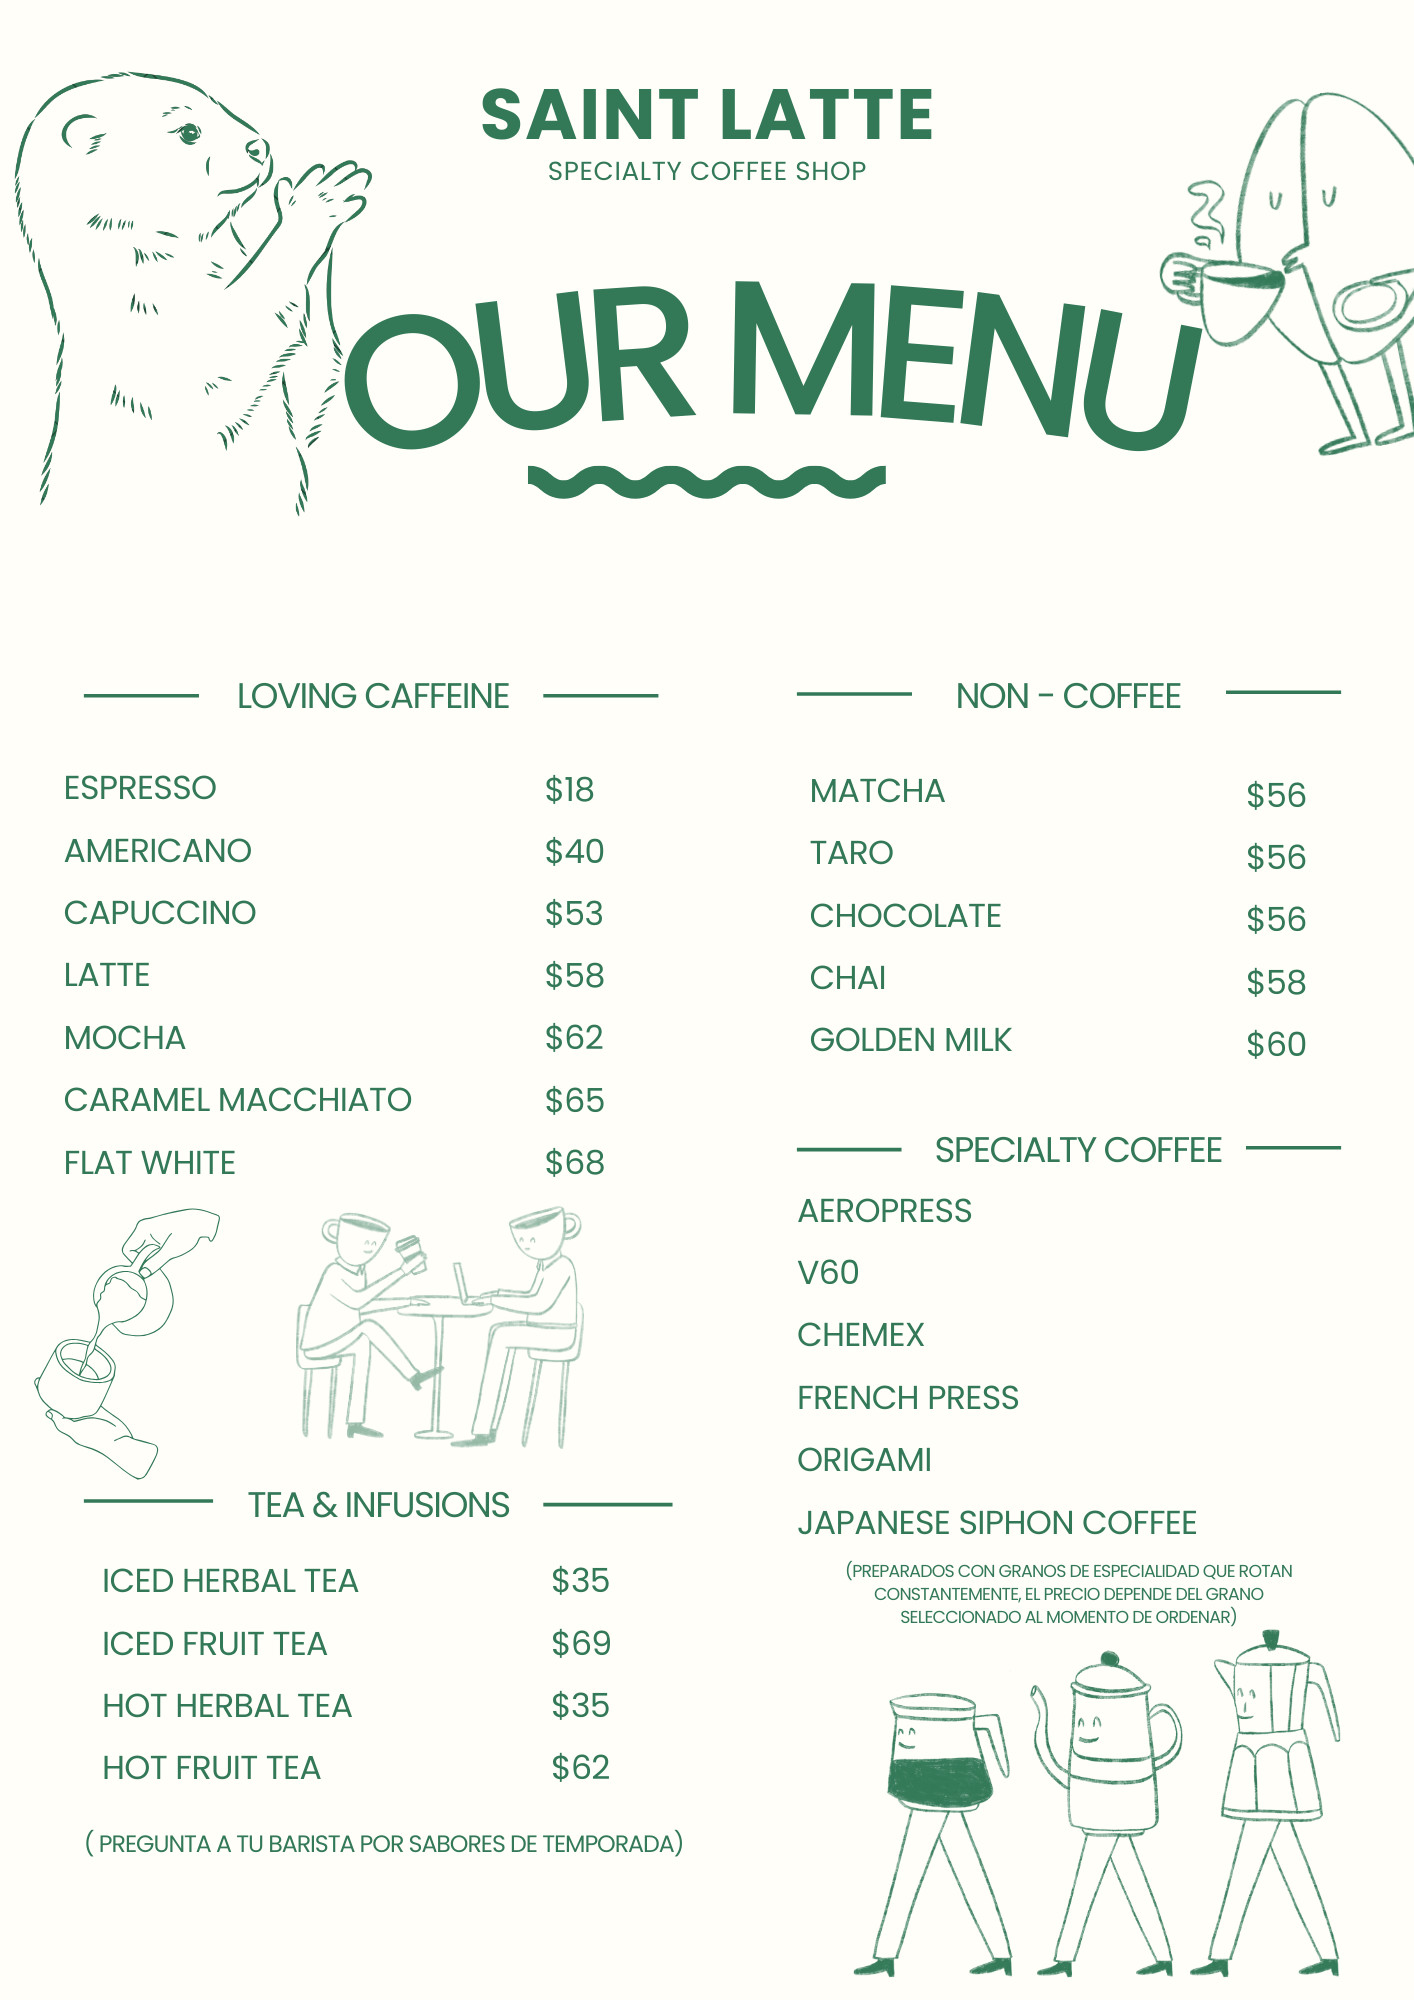 SAINT LATTE
SPECIALTY COFFEE SHOP
OUR MENU
LOVING CAFFEINE
ESPRESSO $18
AMERICANO $40
CAPUCCINO $53
LATTE $58
MOCHA $62
CARAMEL MACCHIATO $65
FLAT WHITE $68
TEA & INFUSIONS
ICED HERBAL TEA $35
ICED FRUIT TEA $69
HOT HERBAL TEA $35
HOT FRUIT TEA $62
( PREGUNTA A TU BARISTA POR SABORES DE TEMPORADA)
NON - COFFEE
MATCHA $56
TARO $56
CHOCOLATE $56
CHAI $58
GOLDEN MILK $60
SPECIALTY COFFEE
AEROPRESS
V60
CHEMEX
FRENCH PRESS
ORIGAMI
JAPANESE SIPHON COFFEE
(PREPARADOS CON GRANOS DE ESPECIALIDAD QUE ROTAN
CONSTANTEMENTE, EL PRECIO DEPENDE DEL GRANO
SELECCIONADO AL MOMENTO DE ORDENAR)